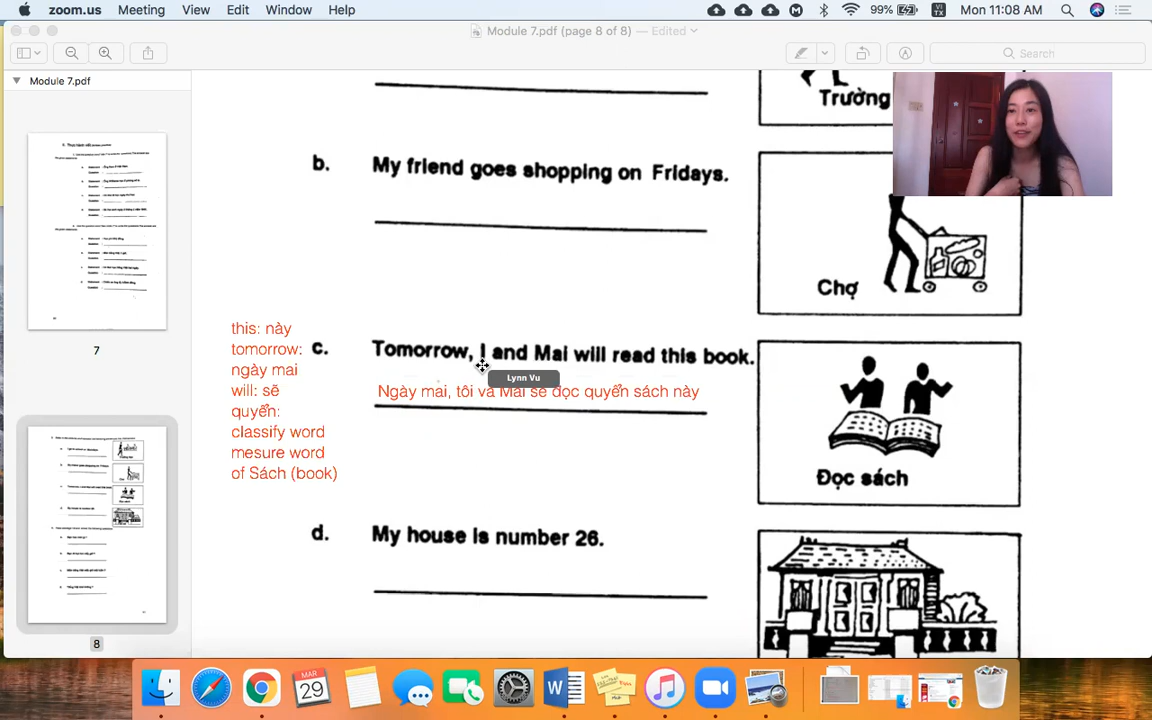 zoom.us Meeting View Edit Window Help
99% VI TX Mon 11:08 AM
Module 7.pdf (page 8 of 8) — Edited
Search
Module 7.pdf
7
8
Trường
b. My friend goes shopping on Fridays.
Chợ
this: này
tomorrow:
ngày mai
will: sẽ
quyển:
classify word
mesure word
of Sách (book)
c. Tomorrow, I and Mai will read this book.
Lynn Vu
Ngày mai, tôi và Mai sẽ đọc quyển sách này
Đọc sách
d. My house is number 26.
MAR
29